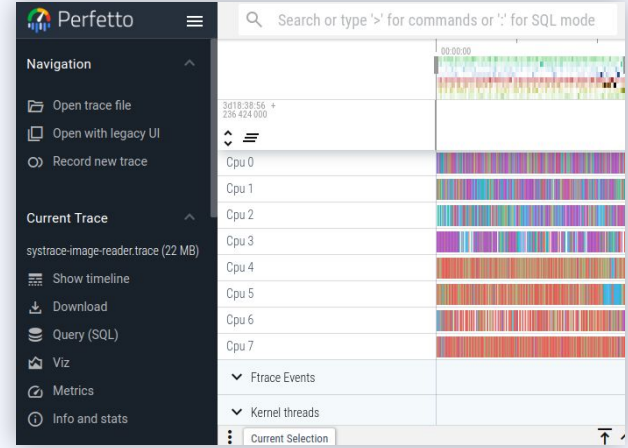 Perfetto
Search or type '>' for commands or ':' for SQL mode
Navigation
Open trace file
Open with legacy UI
Record new trace
Current Trace
systrace-image-reader.trace (22 MB)
Show timeline
Download
Query (SQL)
Viz
Metrics
Info and stats
00:00:00
3d18:38:56 +
236 424 000
Cpu 0
Cpu 1
Cpu 2
Cpu 3
Cpu 4
Cpu 5
Cpu 6
Cpu 7
Ftrace Events
Kernel threads
Current Selection